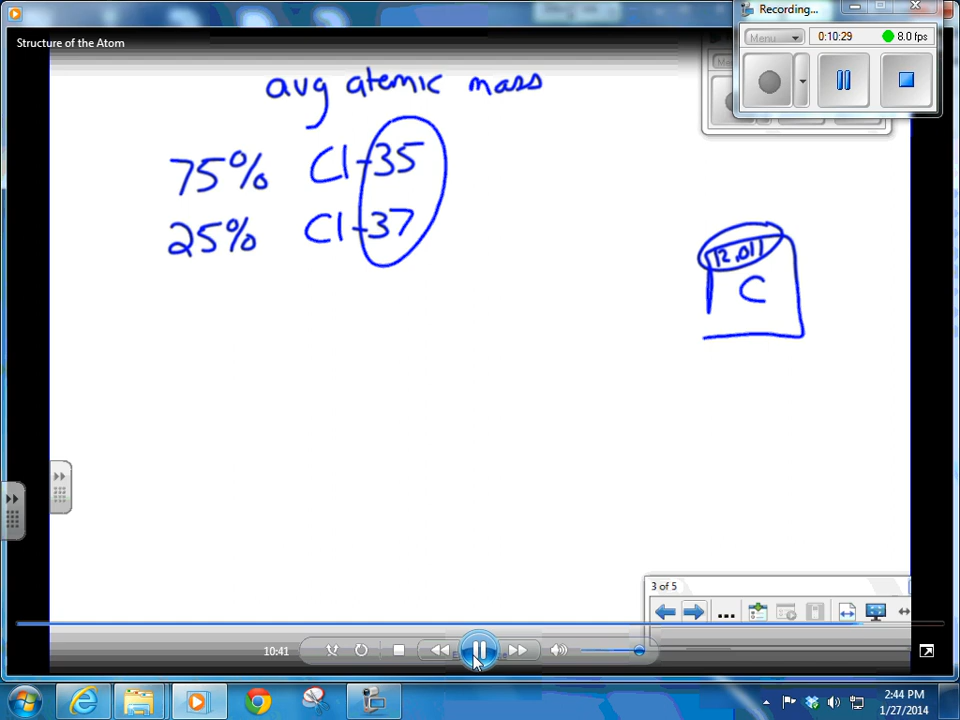 Recording...
Structure of the Atom
Menu
0:10:29
8.0 fps
avg atomic mass
75% Cl-35
25% Cl-37
12.011
C
3 of 5
...
10:41
2:44 PM
1/27/2014